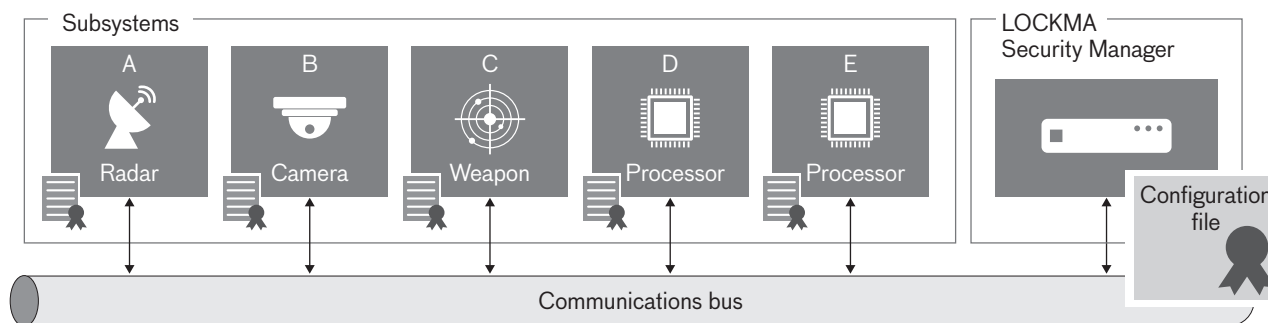 Subsystems
LOCKMA
Security Manager
A
B
C
D
E
Radar
Camera
Weapon
Processor
Processor
Configuration
file
Communications bus